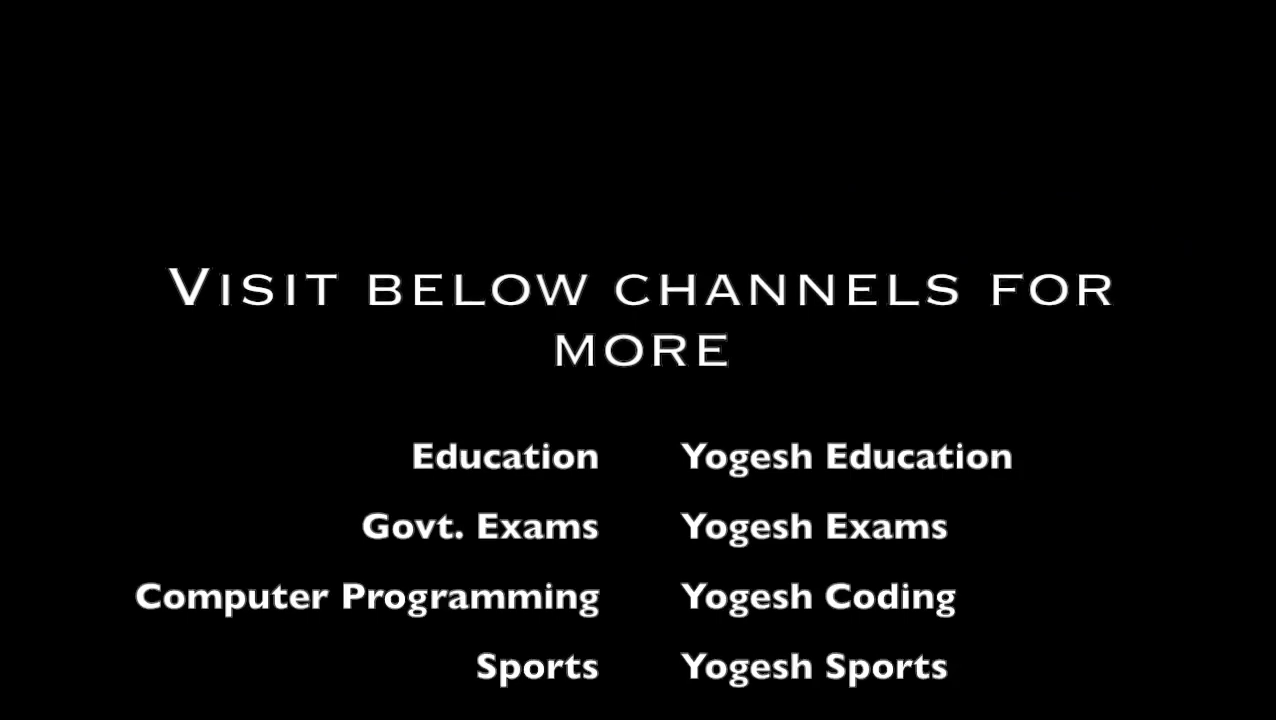 Visit below channels for
more
Education Yogesh Education
Govt. Exams Yogesh Exams
Computer Programming Yogesh Coding
Sports Yogesh Sports